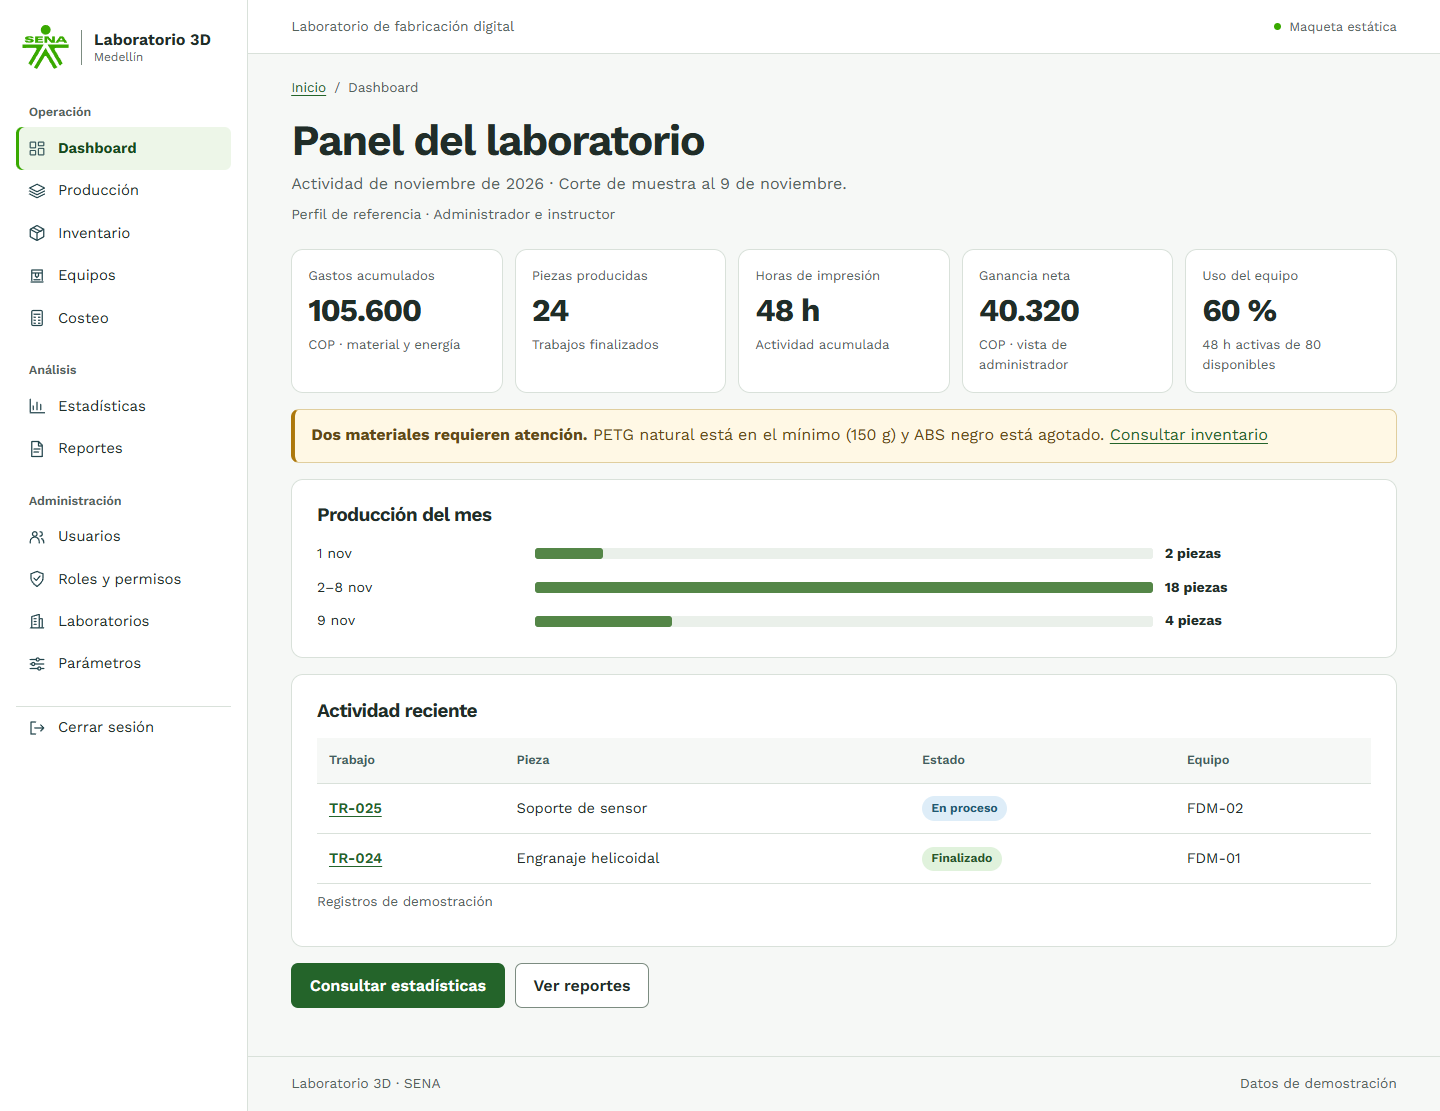 SENA
Laboratorio 3D
Medellín
Operación
Dashboard
Producción
Inventario
Equipos
Costeo
Análisis
Estadísticas
Reportes
Administración
Usuarios
Roles y permisos
Laboratorios
Parámetros
Cerrar sesión
Laboratorio de fabricación digital
Maqueta estática
Inicio / Dashboard
Panel del laboratorio
Actividad de noviembre de 2026 · Corte de muestra al 9 de noviembre.
Perfil de referencia · Administrador e instructor
Gastos acumulados
105.600
COP · material y energía
Piezas producidas
24
Trabajos finalizados
Horas de impresión
48 h
Actividad acumulada
Ganancia neta
40.320
COP · vista de
administrador
Uso del equipo
60 %
48 h activas de 80
disponibles
Dos materiales requieren atención. PETG natural está en el mínimo (150 g) y ABS negro está agotado. Consultar inventario
Producción del mes
1 nov 2 piezas
2–8 nov 18 piezas
9 nov 4 piezas
Actividad reciente
Trabajo Pieza Estado Equipo
TR-025 Soporte de sensor En proceso FDM-02
TR-024 Engranaje helicoidal Finalizado FDM-01
Registros de demostración
Consultar estadísticas
Ver reportes
Laboratorio 3D · SENA
Datos de demostración